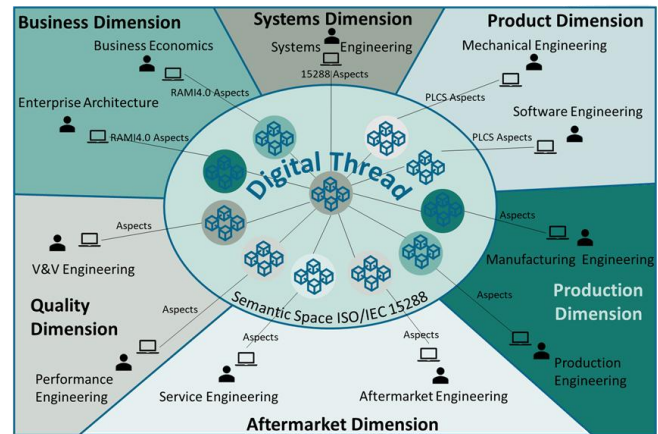 Business Dimension
Business Economics
RAMI4.0 Aspects
Enterprise Architecture
RAMI4.0 Aspects
Systems Dimension
Systems Engineering
15288 Aspects
Product Dimension
Mechanical Engineering
PLCS Aspects
Software Engineering
PLCS Aspects
Digital Thread
Semantic Space ISO/IEC 15288
Aspects
V&V Engineering
Quality
Dimension
Aspects
Performance
Engineering
Aspects
Service Engineering
Aspects
Aftermarket Engineering
Aftermarket Dimension
Aspects
Manufacturing Engineering
Production
Dimension
Aspects
Production
Engineering